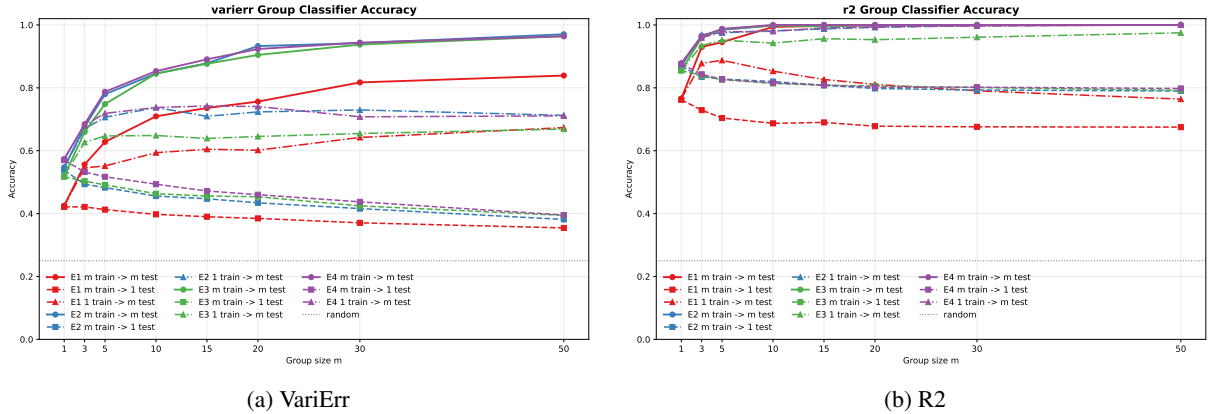 varierr Group Classifier Accuracy
Accuracy
1.0
0.8
0.6
0.4
0.2
0.0
E1 m train -> m test
E1 m train -> 1 test
E1 1 train -> m test
E2 m train -> m test
E2 m train -> 1 test
E2 1 train -> m test
E3 m train -> m test
E3 m train -> 1 test
E3 1 train -> m test
E4 m train -> m test
E4 m train -> 1 test
E4 1 train -> m test
random
1 3 5 10 15 20 30 50
Group size m
(a) VariErr
r2 Group Classifier Accuracy
Accuracy
1.0
0.8
0.6
0.4
0.2
0.0
E1 m train -> m test
E1 m train -> 1 test
E1 1 train -> m test
E2 m train -> m test
E2 m train -> 1 test
E2 1 train -> m test
E3 m train -> m test
E3 m train -> 1 test
E3 1 train -> m test
E4 m train -> m test
E4 m train -> 1 test
E4 1 train -> m test
random
1 3 5 10 15 20 30 50
Group size m
(b) R2